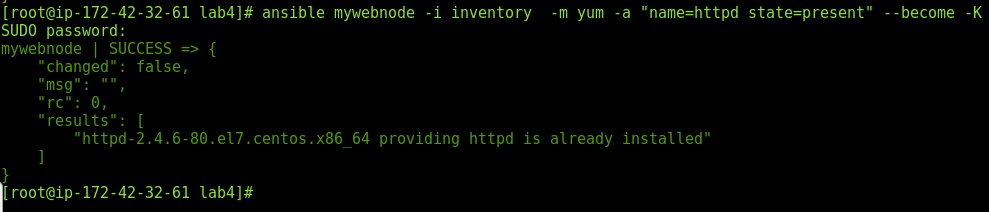 [root@ip-172-42-32-61 lab4]# ansible mywebnode -i inventory  -m yum -a "name=httpd state=present" --become -K
SUDO password:
mywebnode | SUCCESS => {
    "changed": false,
    "msg": "",
    "rc": 0,
    "results": [
        "httpd-2.4.6-80.el7.centos.x86_64 providing httpd is already installed"
    ]
}
[root@ip-172-42-32-61 lab4]#